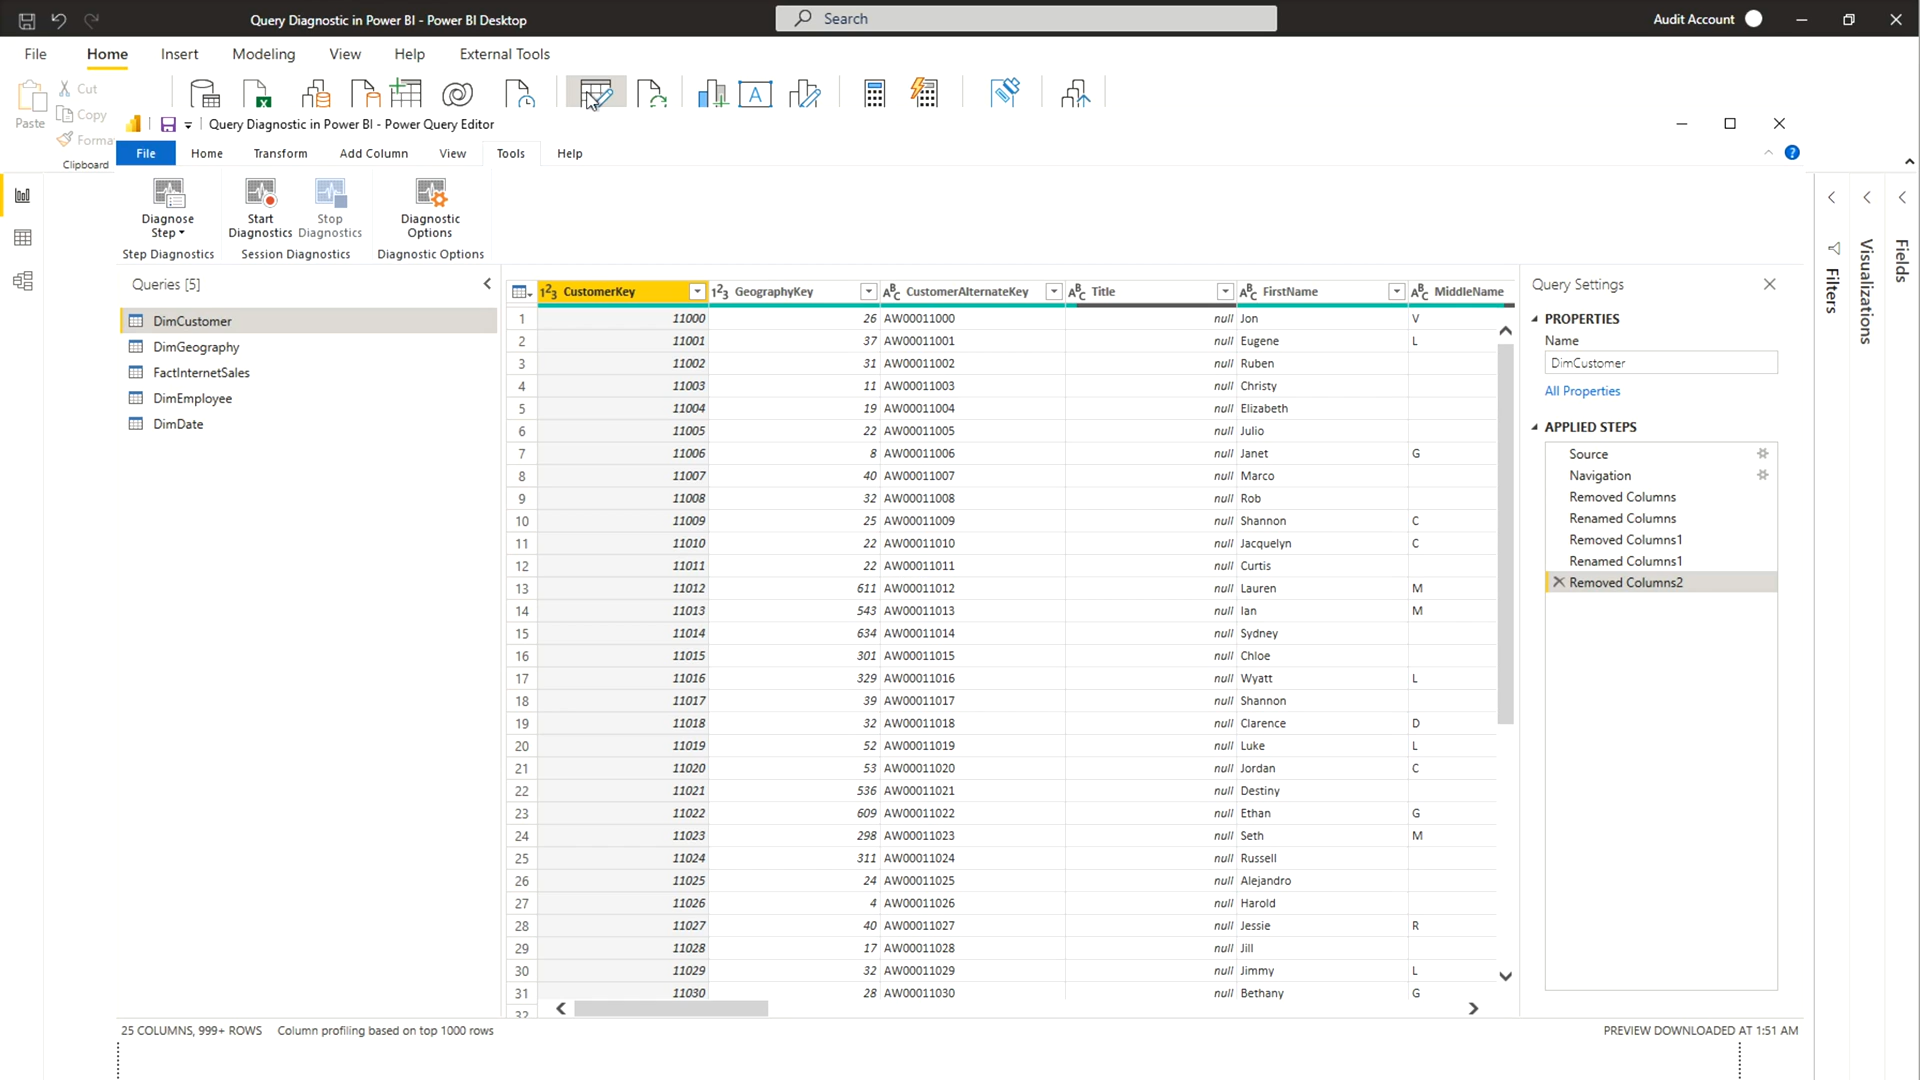 Query Diagnostic in Power BI - Power BI Desktop
Search
Audit Account
File Home Insert Modeling View Help External Tools
Paste
Cut
Copy
Forma
Clipboard
Query Diagnostic in Power BI - Power Query Editor
File Home Transform Add Column View Tools Help
Diagnose Step
Start Diagnostics
Stop Diagnostics
Diagnostic Options
Step Diagnostics
Session Diagnostics
Diagnostic Options
Queries [5]
DimCustomer
DimGeography
FactInternetSales
DimEmployee
DimDate
CustomerKey GeographyKey CustomerAlternateKey Title FirstName MiddleName
1 11000 26 AW00011000 null Jon V
2 11001 37 AW00011001 null Eugene L
3 11002 31 AW00011002 null Ruben
4 11003 11 AW00011003 null Christy
5 11004 19 AW00011004 null Elizabeth
6 11005 22 AW00011005 null Julio
7 11006 8 AW00011006 null Janet G
8 11007 40 AW00011007 null Marco
9 11008 32 AW00011008 null Rob
10 11009 25 AW00011009 null Shannon C
11 11010 22 AW00011010 null Jacquelyn C
12 11011 22 AW00011011 null Curtis
13 11012 611 AW00011012 null Lauren M
14 11013 543 AW00011013 null Ian M
15 11014 634 AW00011014 null Sydney
16 11015 301 AW00011015 null Chloe
17 11016 329 AW00011016 null Wyatt L
18 11017 39 AW00011017 null Shannon
19 11018 32 AW00011018 null Clarence D
20 11019 52 AW00011019 null Luke L
21 11020 53 AW00011020 null Jordan C
22 11021 536 AW00011021 null Destiny
23 11022 609 AW00011022 null Ethan G
24 11023 298 AW00011023 null Seth M
25 11024 311 AW00011024 null Russell
26 11025 24 AW00011025 null Alejandro
27 11026 4 AW00011026 null Harold
28 11027 40 AW00011027 null Jessie R
29 11028 17 AW00011028 null Jill
30 11029 32 AW00011029 null Jimmy L
31 11030 28 AW00011030 null Bethany G
32
Query Settings
PROPERTIES
Name
DimCustomer
All Properties
APPLIED STEPS
Source
Navigation
Removed Columns
Renamed Columns
Removed Columns1
Renamed Columns1
Removed Columns2
Filters
Visualizations
Fields
25 COLUMNS, 999+ ROWS Column profiling based on top 1000 rows
PREVIEW DOWNLOADED AT 1:51 AM